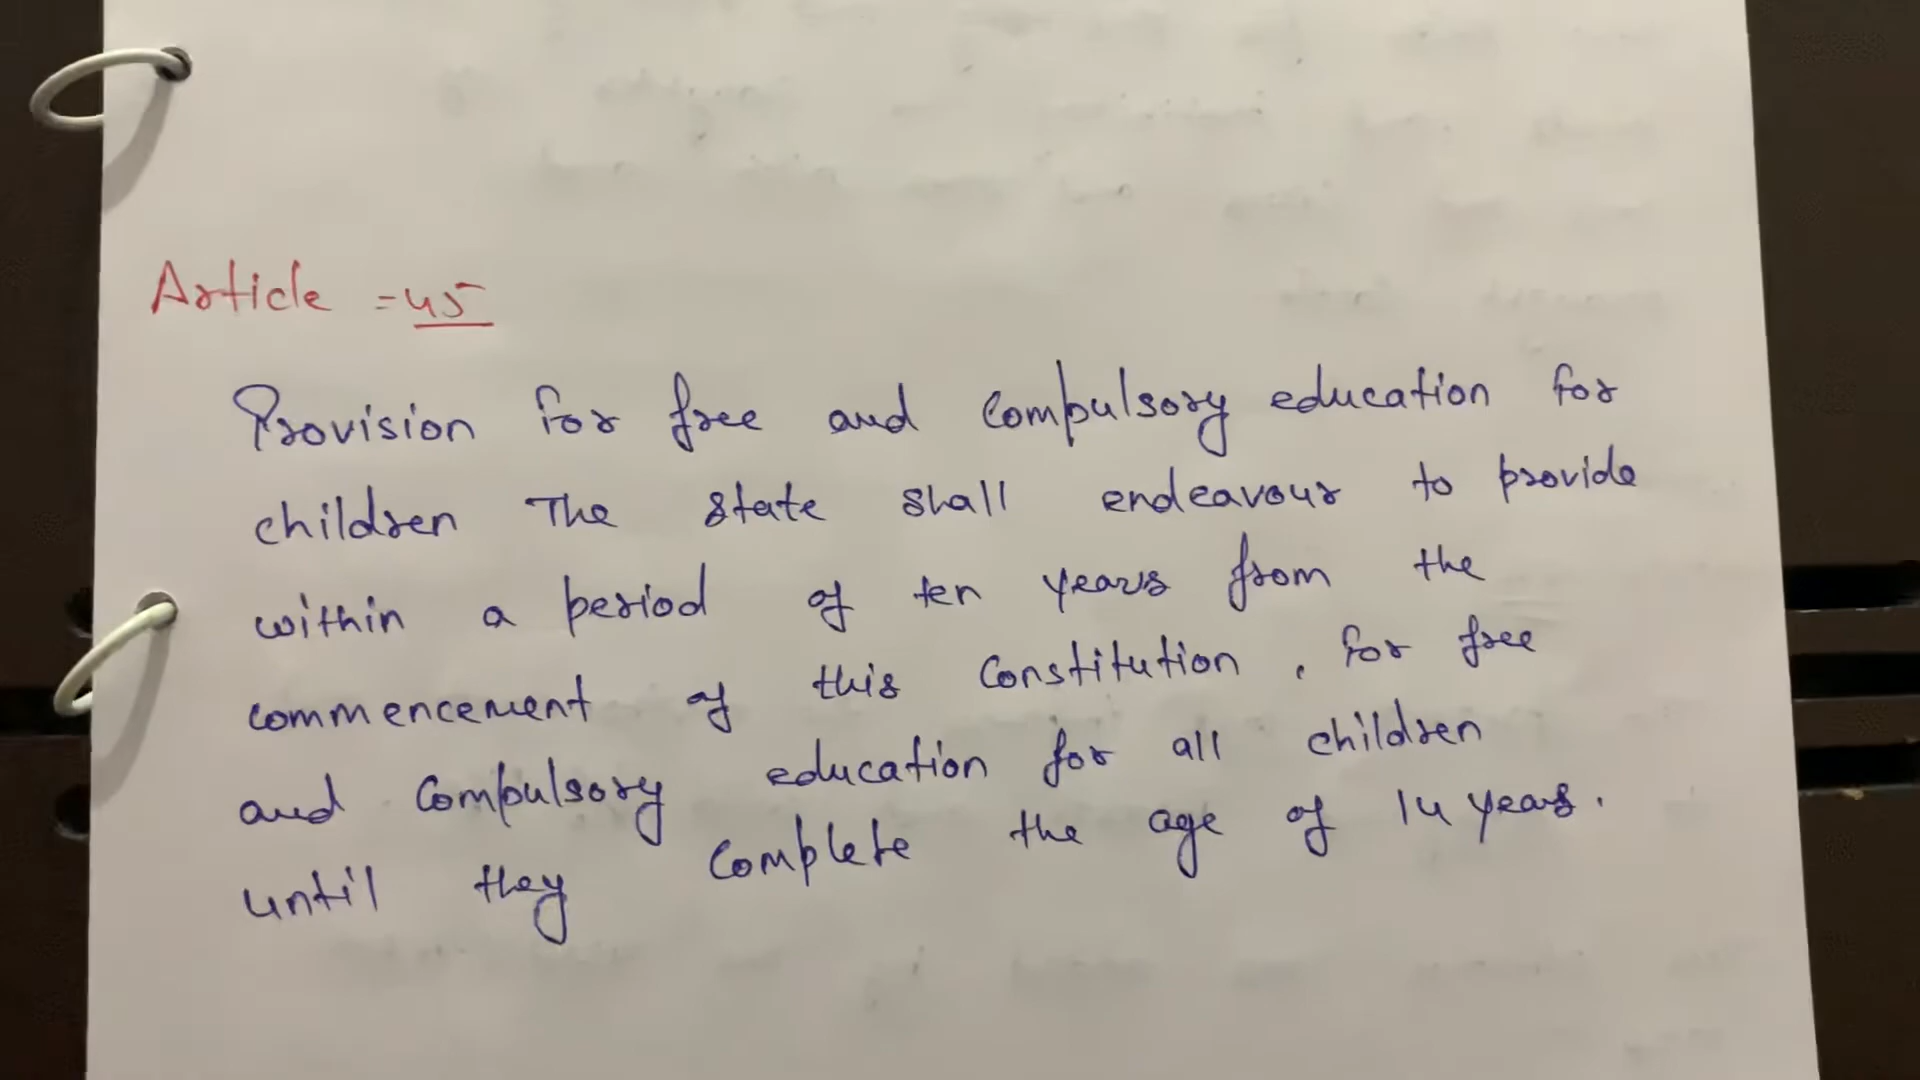 Article = 45
Provision for free and compulsory education for
children The state shall endeavour to provide
within a period of ten years from the
commencement of this Constitution, for free
and compulsory education for all children
until they complete the age of 14 years.